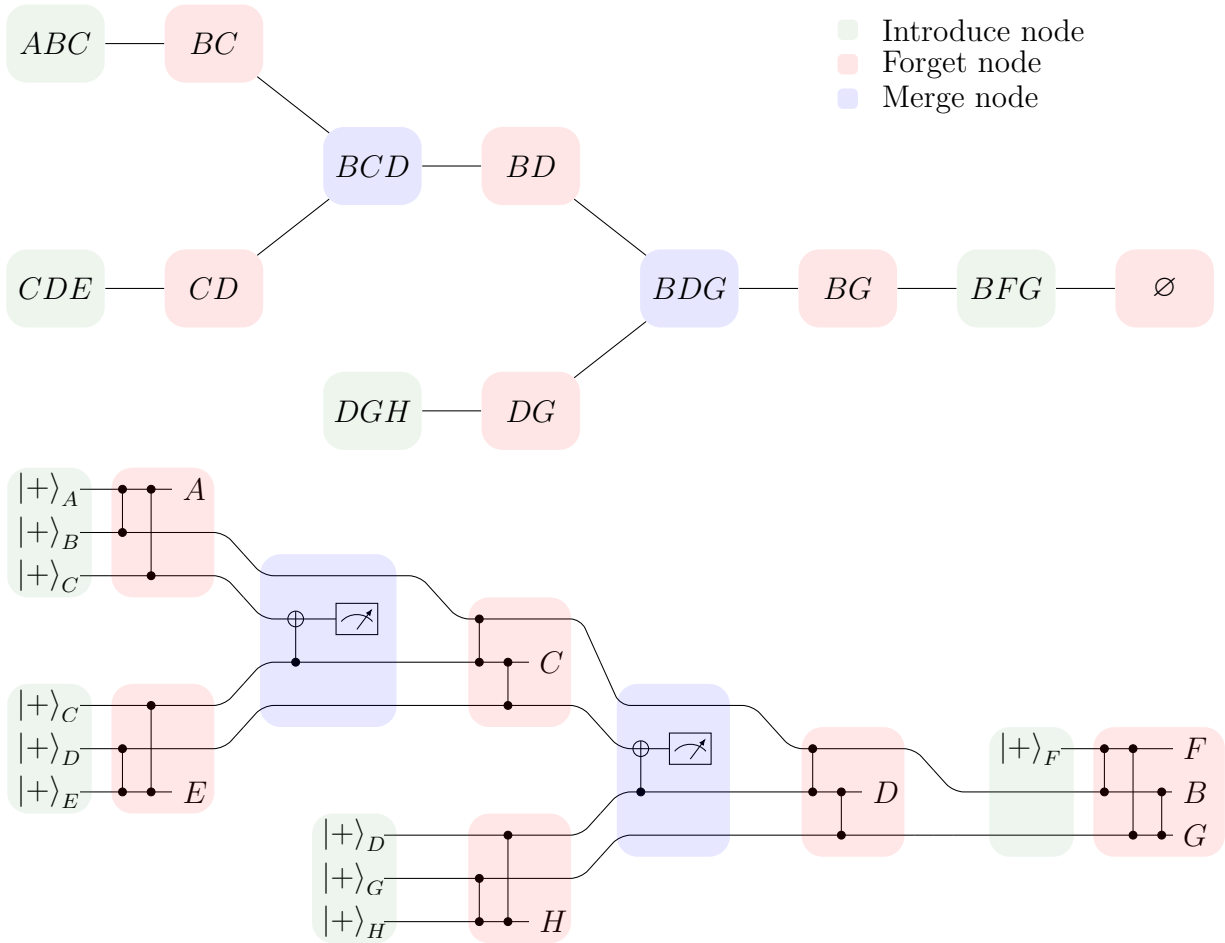 ABC BC
Introduce node
Forget node
Merge node
BCD BD
CDE CD BDG BG BFG ∅
DGH DG
|+⟩_A A
|+⟩_B
|+⟩_C
C
|+⟩_C
|+⟩_D |+⟩_F F
|+⟩_E E D B
|+⟩_D G
|+⟩_G
|+⟩_H H